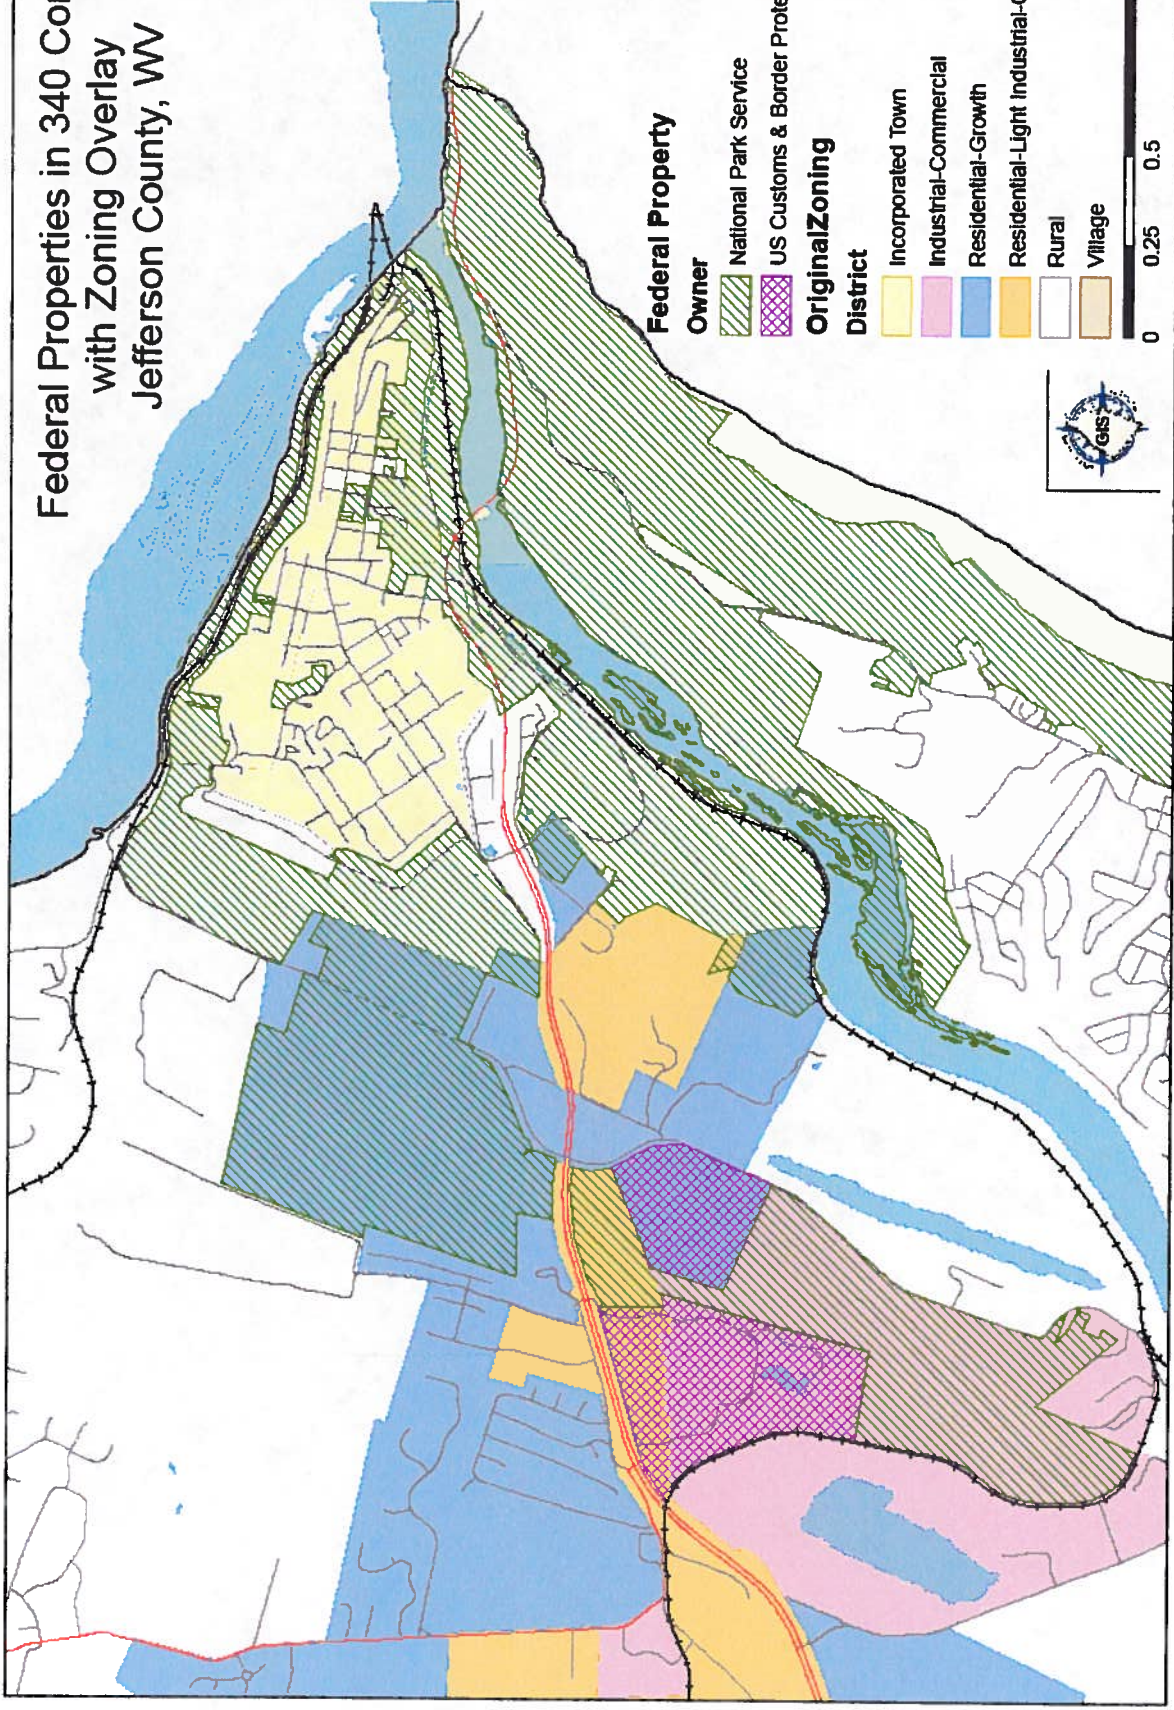 Federal Properties in 340 Co
with Zoning Overlay
Jefferson County, WV
Federal Property
Owner
National Park Service
US Customs & Border Prote
OriginalZoning
District
Incorporated Town
Industrial-Commercial
Residential-Growth
Residential-Light Industrial-
Rural
Village
0 0.25 0.5
GIS